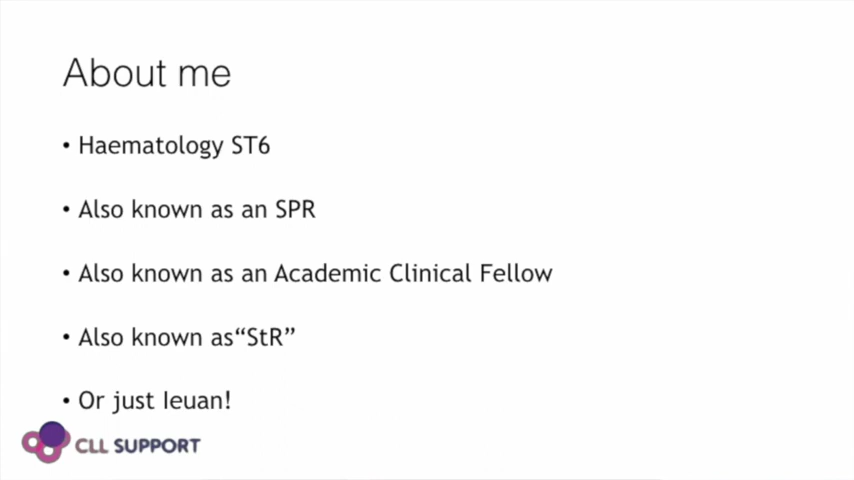 About me
• Haematology ST6
• Also known as an SPR
• Also known as an Academic Clinical Fellow
• Also known as“StR”
• Or just Ieuan!
CLL SUPPORT